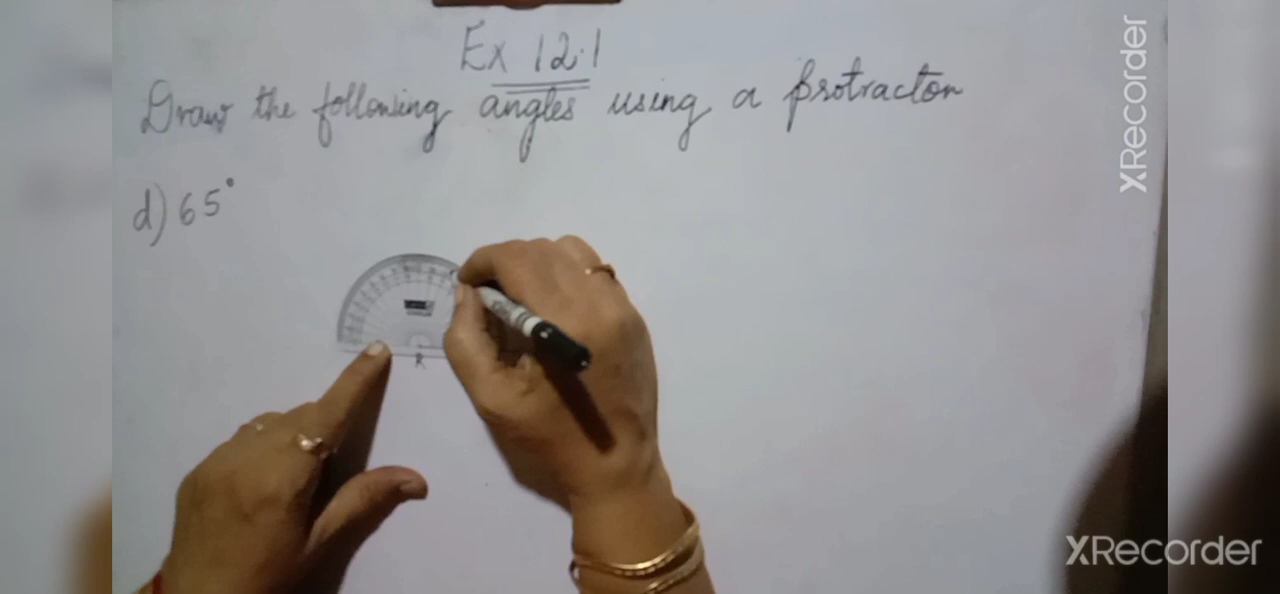 Ex 12.1
Draw the following angles using a protractor
d) 65°
R
XRecorder
XRecorder